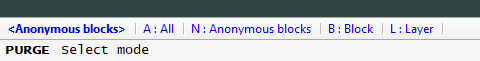 <Anonymous blocks> | A : All | N : Anonymous blocks | B : Block | L : Layer |
PURGE Select mode